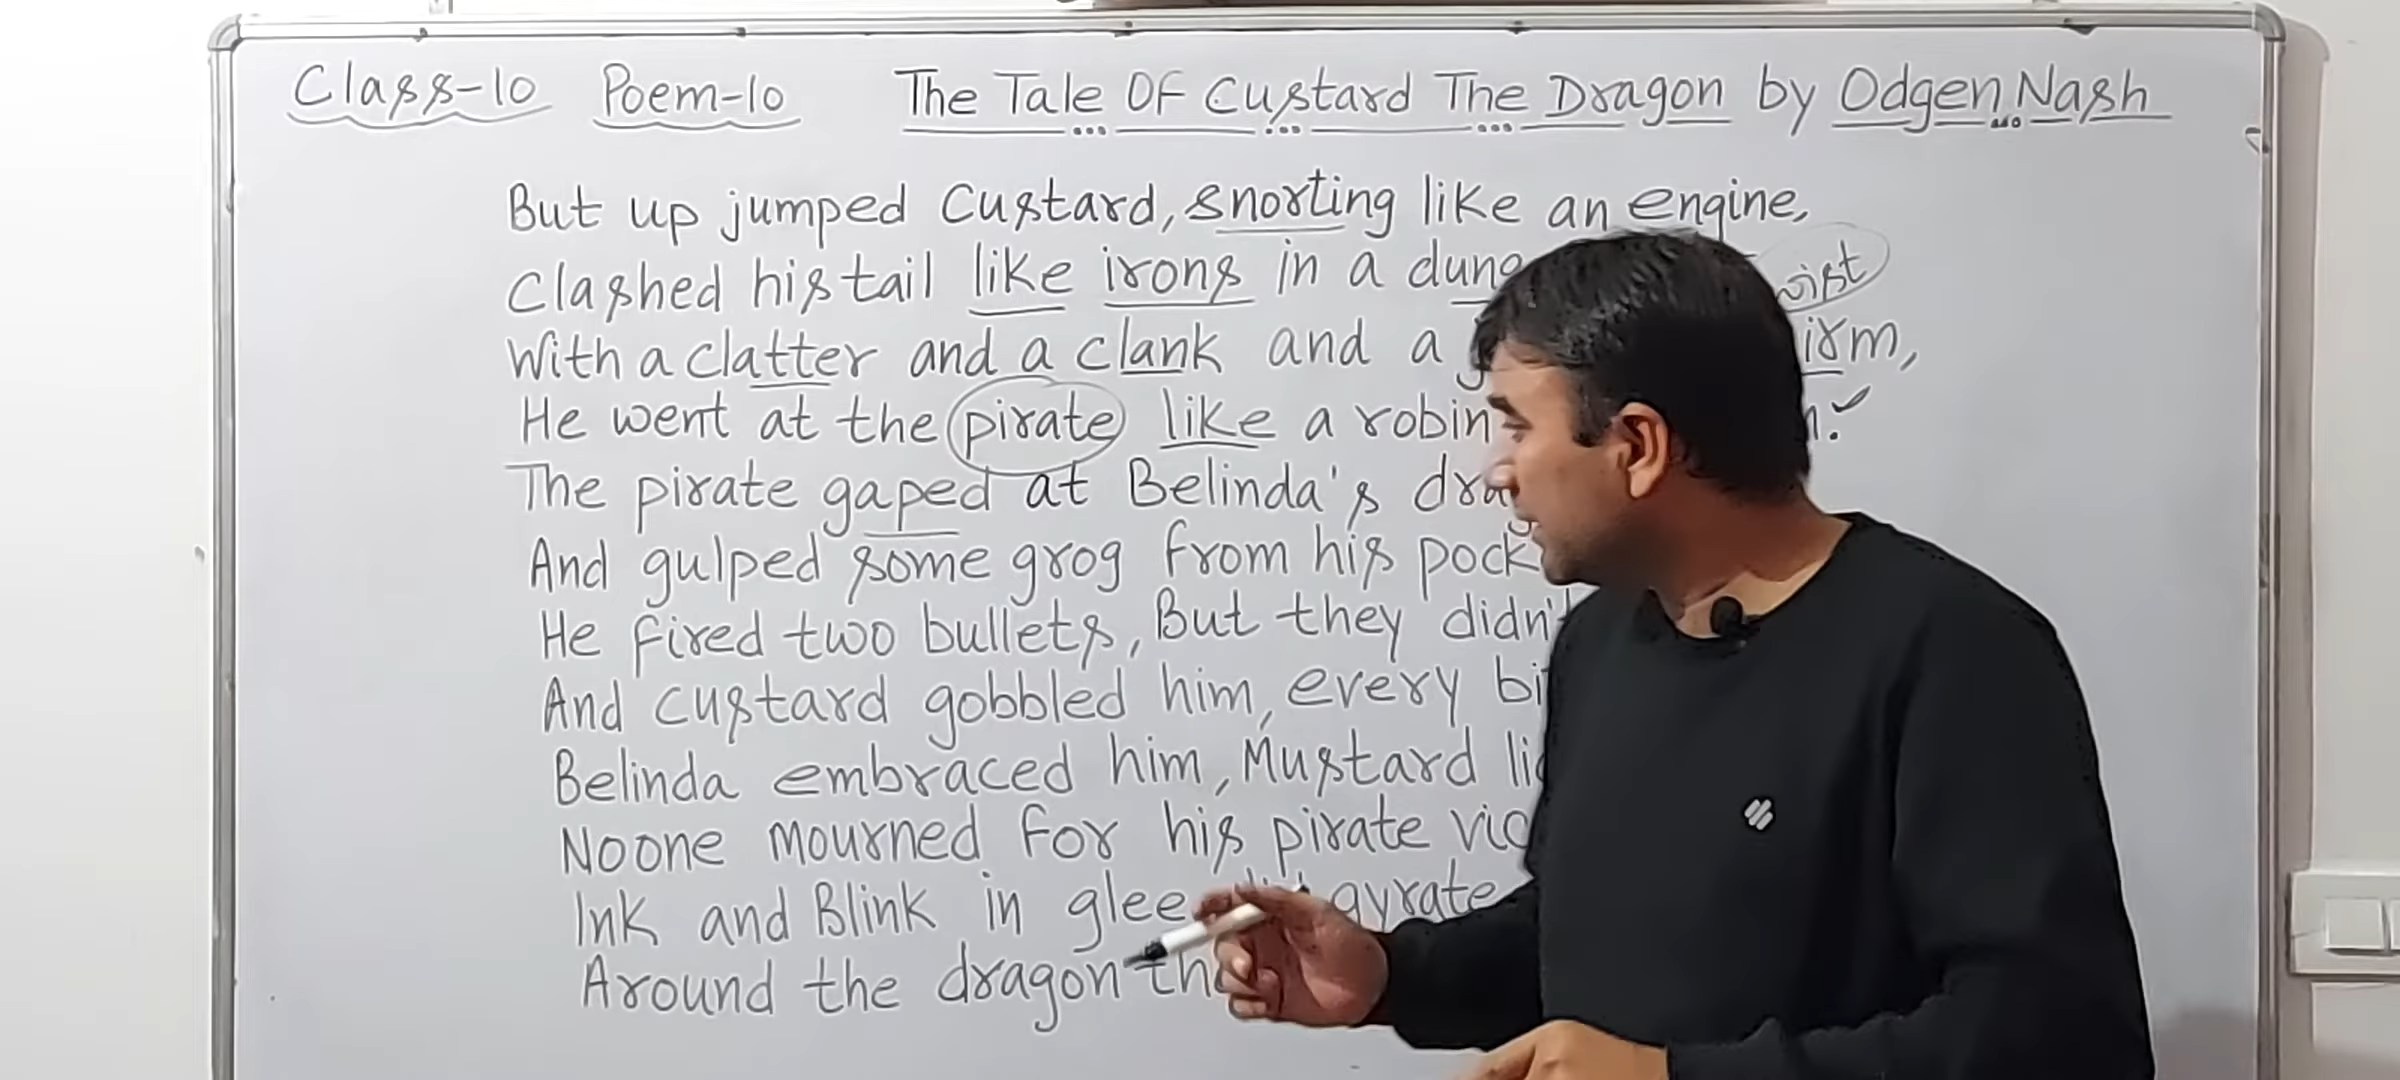 Class-10 Poem-10 The Tale OF Custard The Dragon by Odgen Nash
But up jumped Custard, snorting like an engine,
Clashed his tail like irons in a
With a clatter and a clank and a
He went at the pirate like a robin
The pirate gaped at Belinda's
And gulped some grog from his
He fired two bullets, But they
And custard gobbled him, every
Belinda embraced him, Mustard
Noone mourned for his pirate
Ink and Blink in glee gyrate
Around the dragon